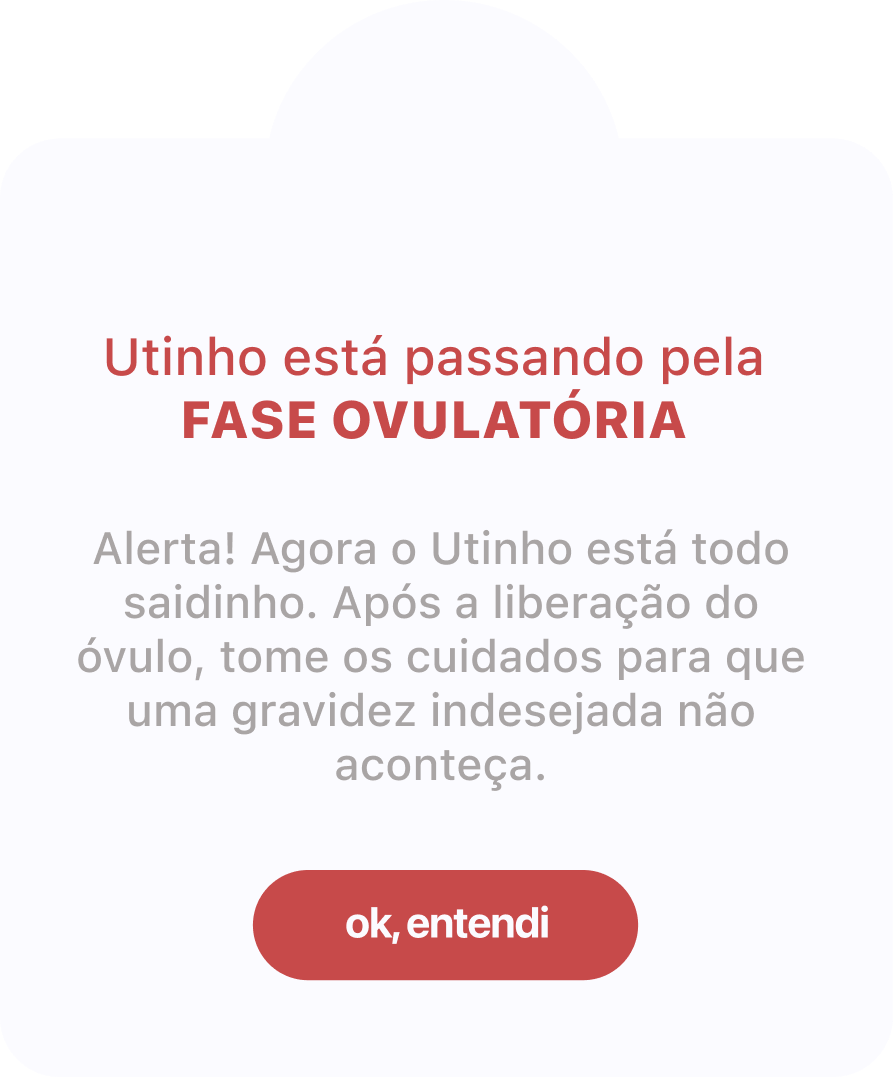 Utinho está passando pela
FASE OVULATÓRIA
Alerta! Agora o Utinho está todo
saidinho. Após a liberação do
óvulo, tome os cuidados para que
uma gravidez indesejada não
aconteça.
ok, entendi